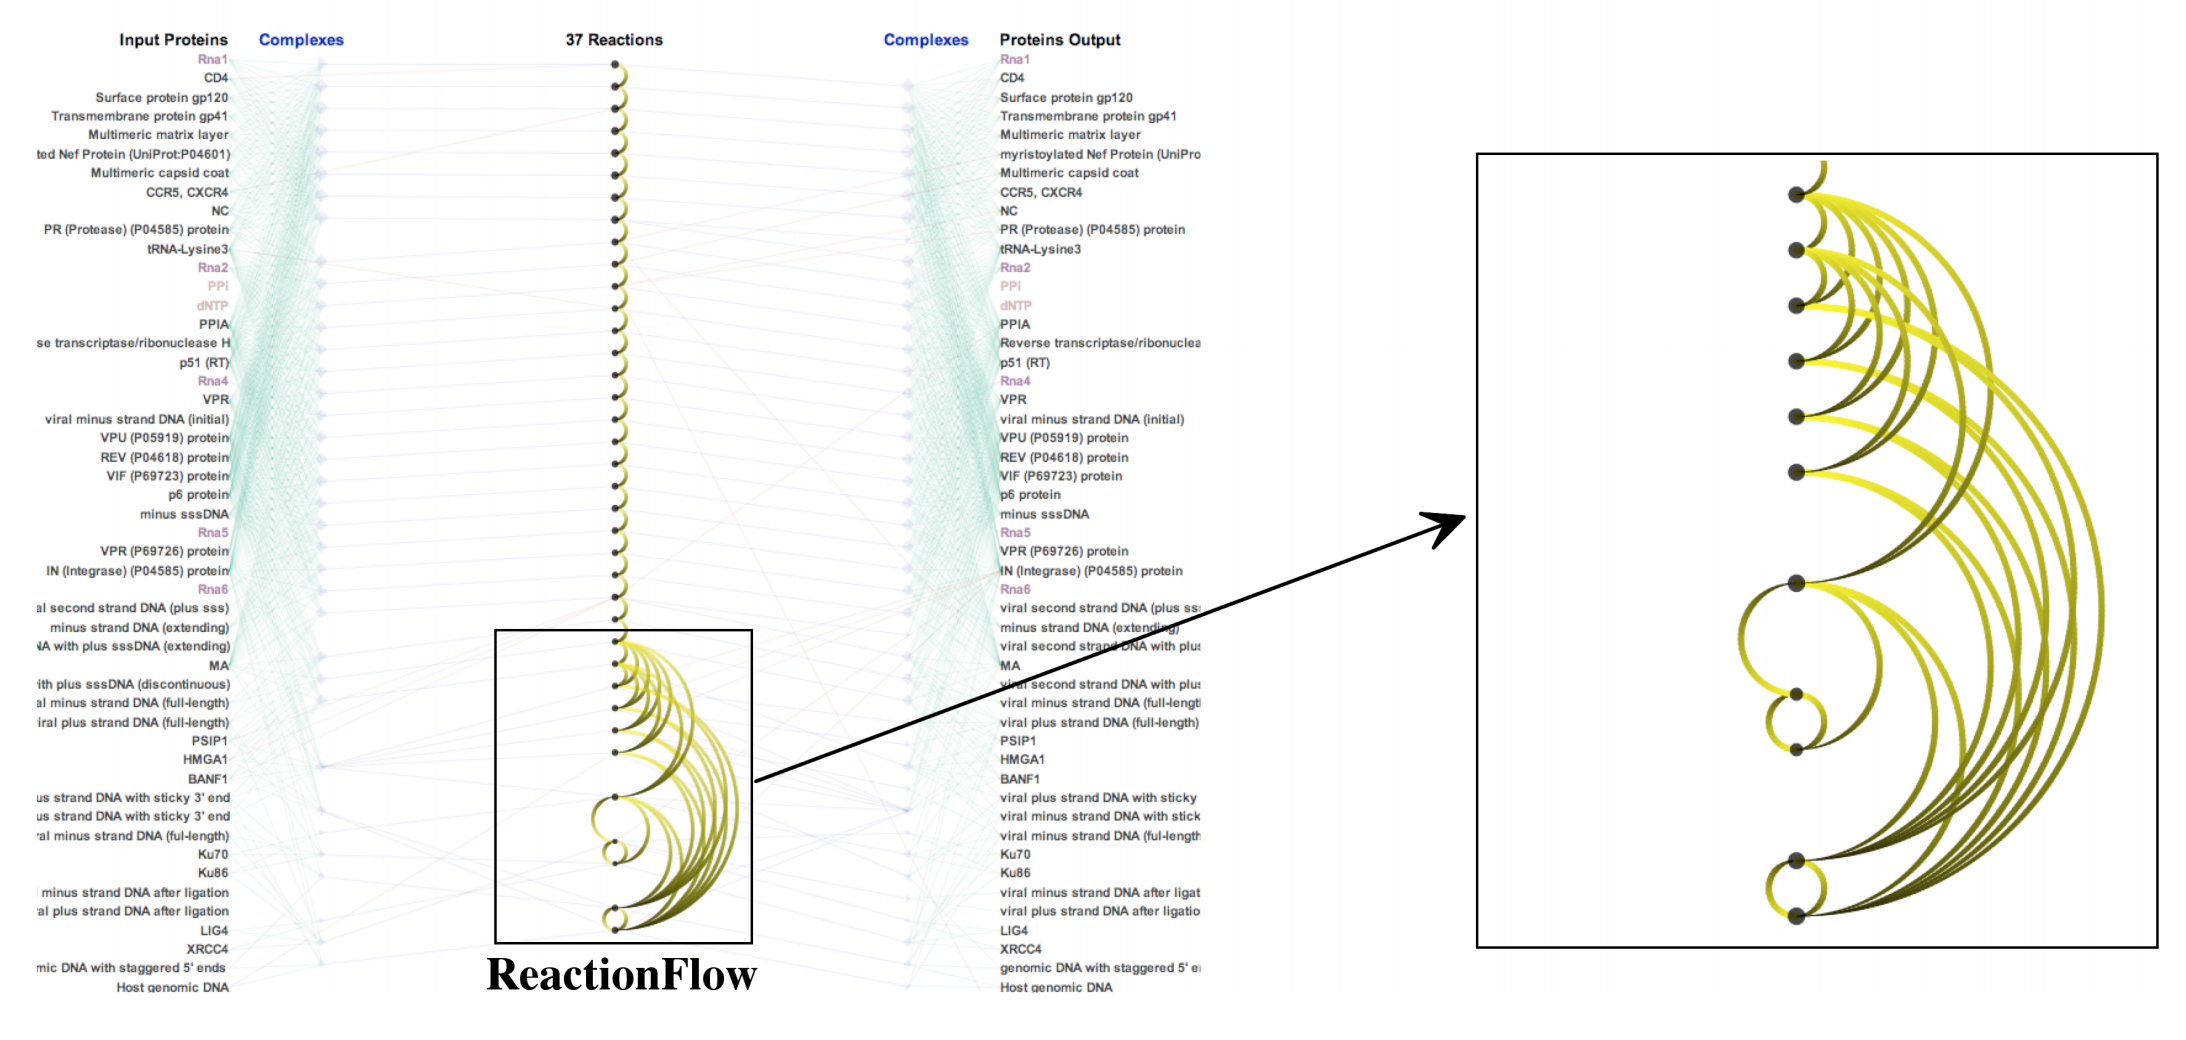 Input Proteins Complexes 37 Reactions Complexes Proteins Output
Rna1 Rna1
CD4 CD4
Surface protein gp120 Surface protein gp120
Transmembrane protein gp41 Transmembrane protein gp41
Multimeric matrix layer Multimeric matrix layer
ted Nef Protein (UniProt:P04601) myristoylated Nef Protein (UniPro
Multimeric capsid coat Multimeric capsid coat
CCR5, CXCR4 CCR5, CXCR4
NC NC
PR (Protease) (P04585) protein PR (Protease) (P04585) protein
tRNA-Lysine3 tRNA-Lysine3
Rna2 Rna2
PPi PPi
dNTP dNTP
PPIA PPIA
se transcriptase/ribonuclease H Reverse transcriptase/ribonuclea
p51 (RT) p51 (RT)
Rna4 Rna4
VPR VPR
viral minus strand DNA (initial) viral minus strand DNA (initial)
VPU (P05919) protein VPU (P05919) protein
REV (P04618) protein REV (P04618) protein
VIF (P69723) protein VIF (P69723) protein
p6 protein p6 protein
minus sssDNA minus sssDNA
Rna5 Rna5
VPR (P69726) protein VPR (P69726) protein
IN (Integrase) (P04585) protein IN (Integrase) (P04585) protein
Rna6 Rna6
al second strand DNA (plus sss) viral second strand DNA (plus ss
minus strand DNA (extending) minus strand DNA (extending)
NA with plus sssDNA (extending) viral second strand DNA with plus
MA MA
ith plus sssDNA (discontinuous) viral second strand DNA with plus
al minus strand DNA (full-length) viral minus strand DNA (full-lengtl
iral plus strand DNA (full-length) viral plus strand DNA (full-length)
PSIP1 PSIP1
HMGA1 HMGA1
BANF1 BANF1
us strand DNA with sticky 3' end viral plus strand DNA with sticky
us strand DNA with sticky 3' end viral minus strand DNA with stick
ral minus strand DNA (ful-length) viral minus strand DNA (ful-length
Ku70 Ku70
Ku86 Ku86
minus strand DNA after ligation viral minus strand DNA after ligat
ral plus strand DNA after ligation viral plus strand DNA after ligatio
LIG4 LIG4
XRCC4 XRCC4
mic DNA with staggered 5' ends genomic DNA with staggered 5' e
Host genomic DNA Host genomic DNA
ReactionFlow